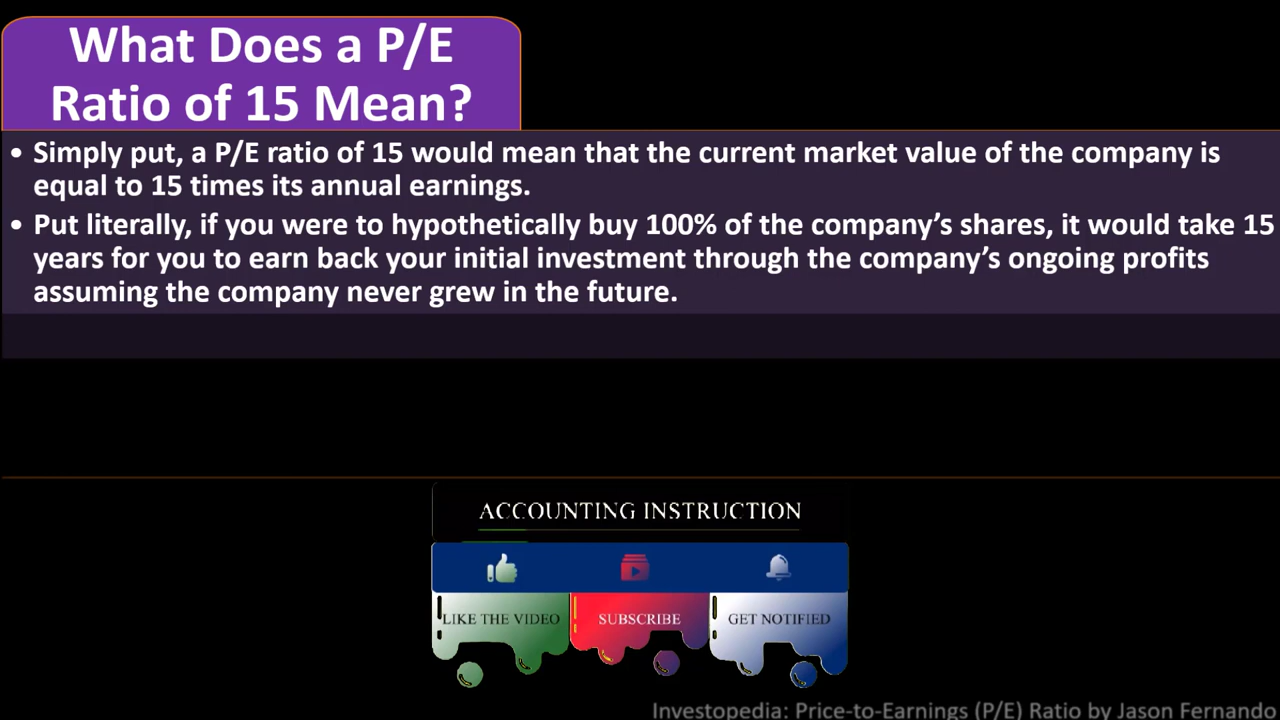 What Does a P/E
Ratio of 15 Mean?
• Simply put, a P/E ratio of 15 would mean that the current market value of the company is
equal to 15 times its annual earnings.
• Put literally, if you were to hypothetically buy 100% of the company’s shares, it would take 15
years for you to earn back your initial investment through the company’s ongoing profits
assuming the company never grew in the future.
ACCOUNTING INSTRUCTION
LIKE THE VIDEO
SUBSCRIBE
GET NOTIFIED
Investopedia: Price-to-Earnings (P/E) Ratio by Jason Fernando